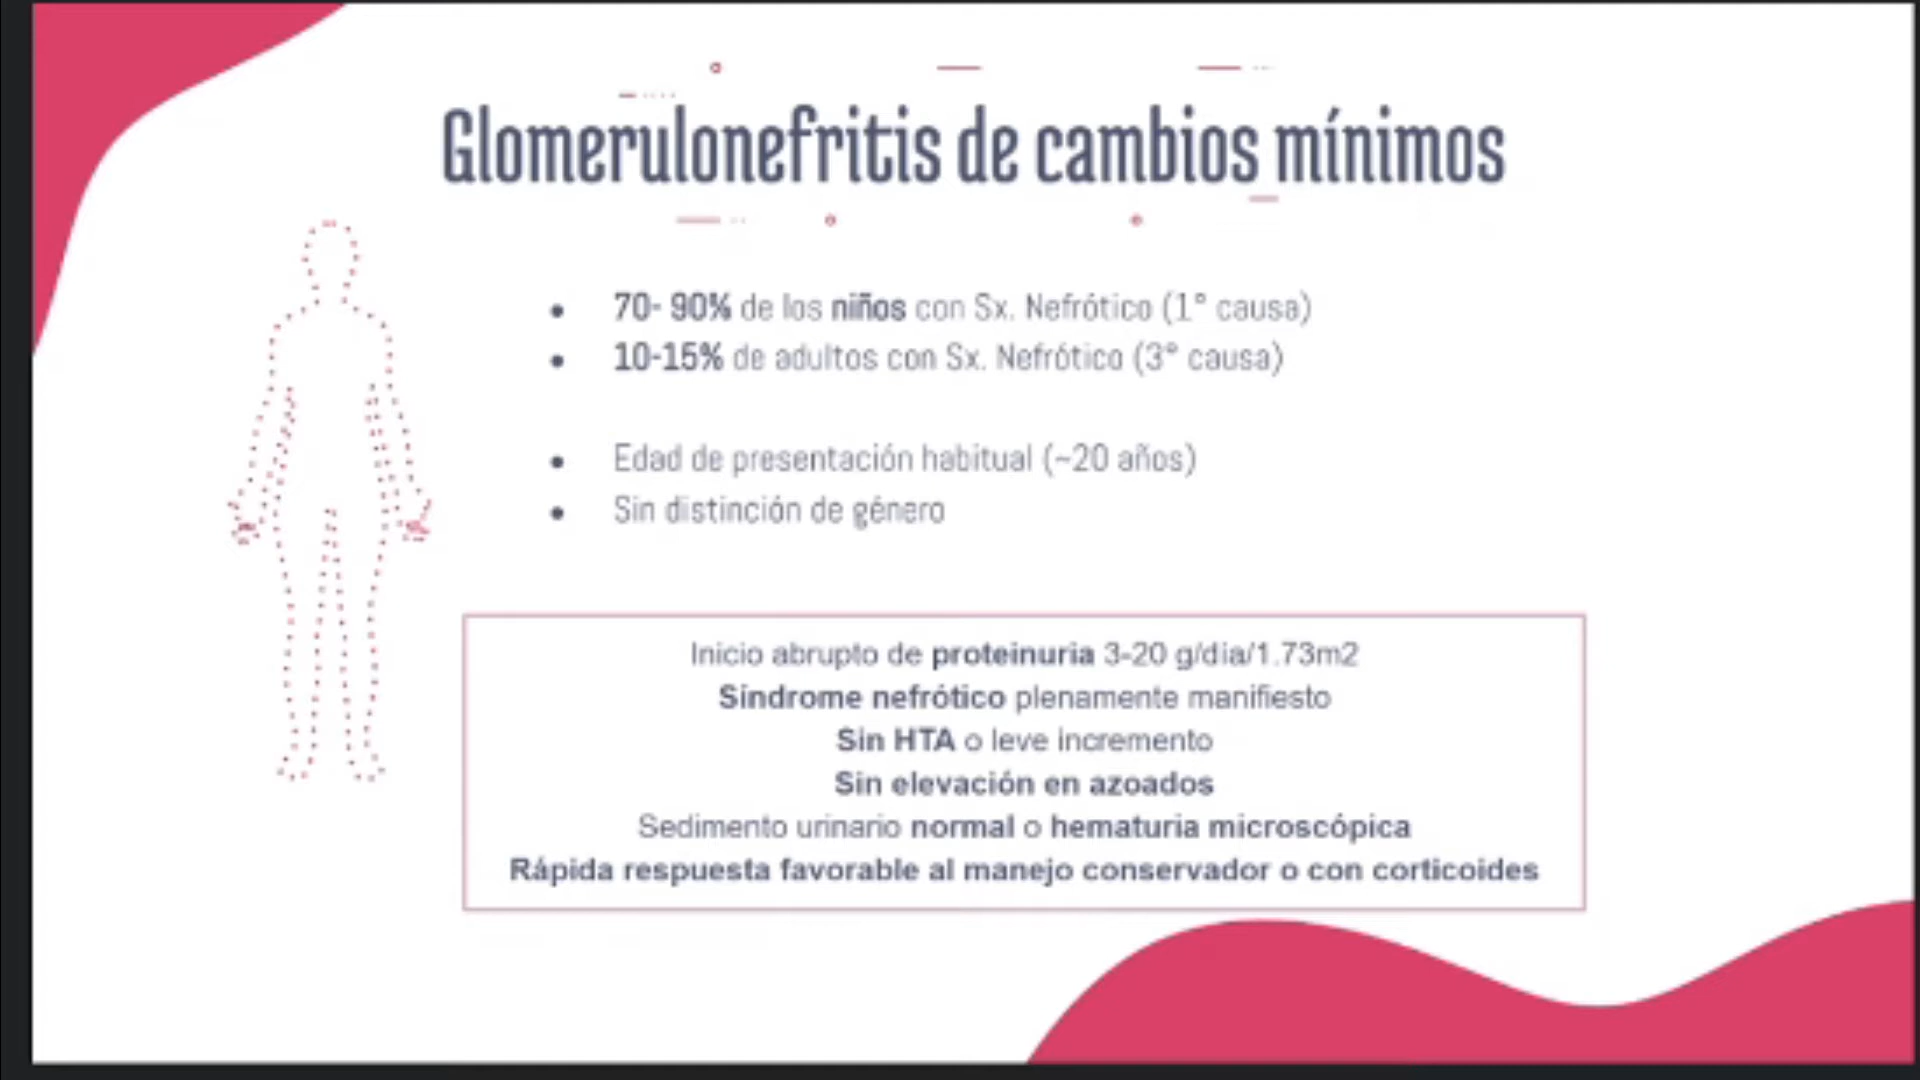 Glomerulonefritis de cambios mínimos
70- 90% de los niños con Sx. Nefrótico (1° causa)
10-15% de adultos con Sx. Nefrótico (3° causa)
Edad de presentación habitual (~20 años)
Sin distinción de género
Inicio abrupto de proteinuria 3-20 g/día/1.73m2
Síndrome nefrótico plenamente manifiesto
Sin HTA o leve incremento
Sin elevación en azoados
Sedimento urinario normal o hematuria microscópica
Rápida respuesta favorable al manejo conservador o con corticoides